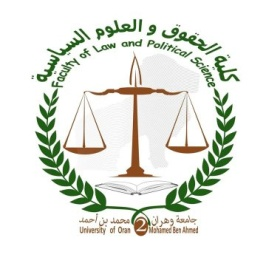 كلية الحقوق و العلوم السياسية
Faculty of Law and Political Science
جامعة وهران 2 محمد بن أحمد
University of Oran 2 Mohamed Ben Ahmed